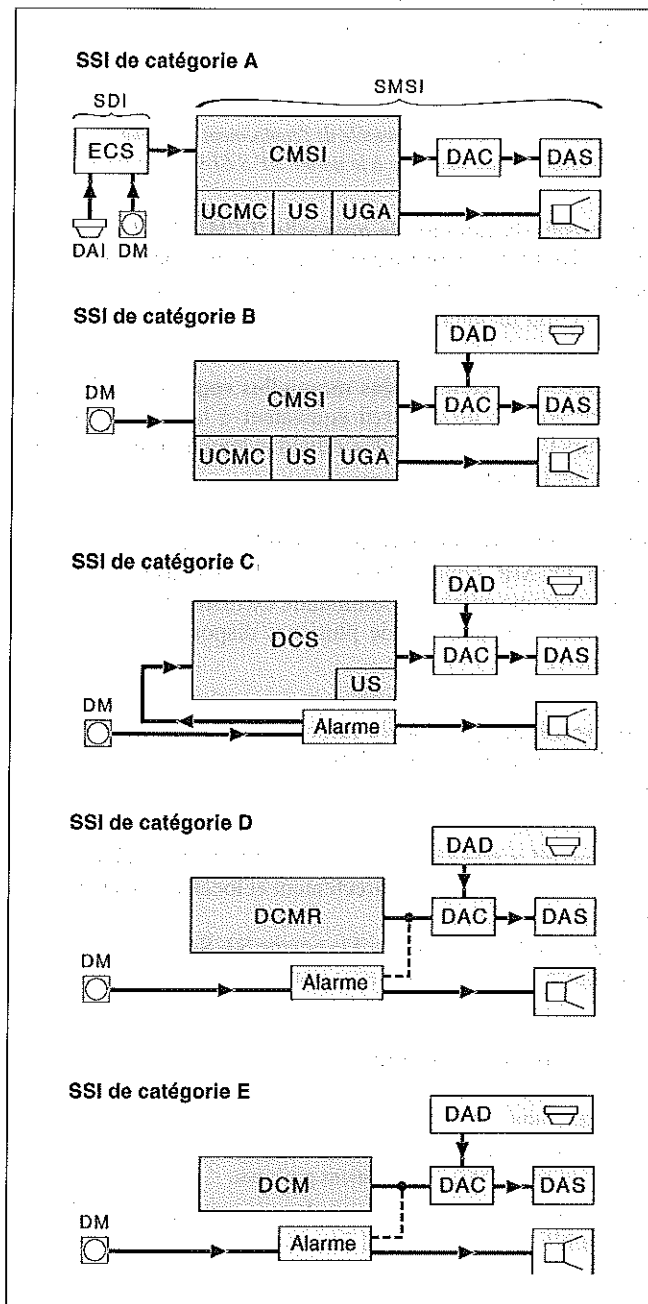 SSI de catégorie A
SDI
SMSI
ECS
CMSI
DAC
DAS
UCMC
US
UGA
DAI
DM
SSI de catégorie B
DAD
DM
CMSI
DAC
DAS
UCMC
US
UGA
SSI de catégorie C
DAD
DCS
DAC
DAS
US
DM
Alarme
SSI de catégorie D
DAD
DCMR
DAC
DAS
DM
Alarme
SSI de catégorie E
DAD
DCM
DAC
DAS
DM
Alarme